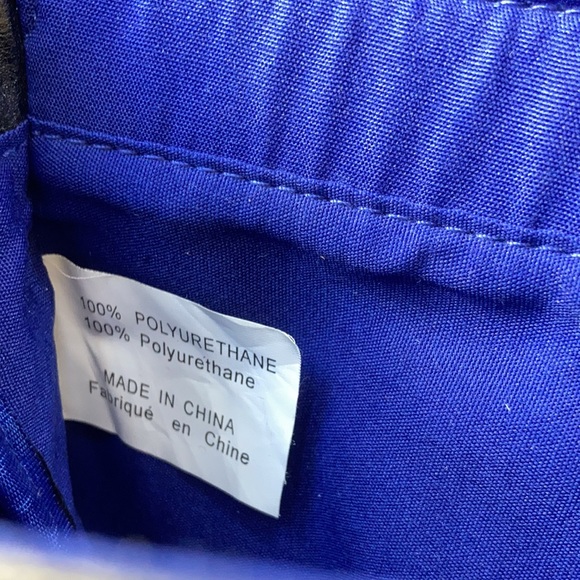 100% POLYURETHANE
100% Polyurethane
MADE IN CHINA
Fabriqué en Chine